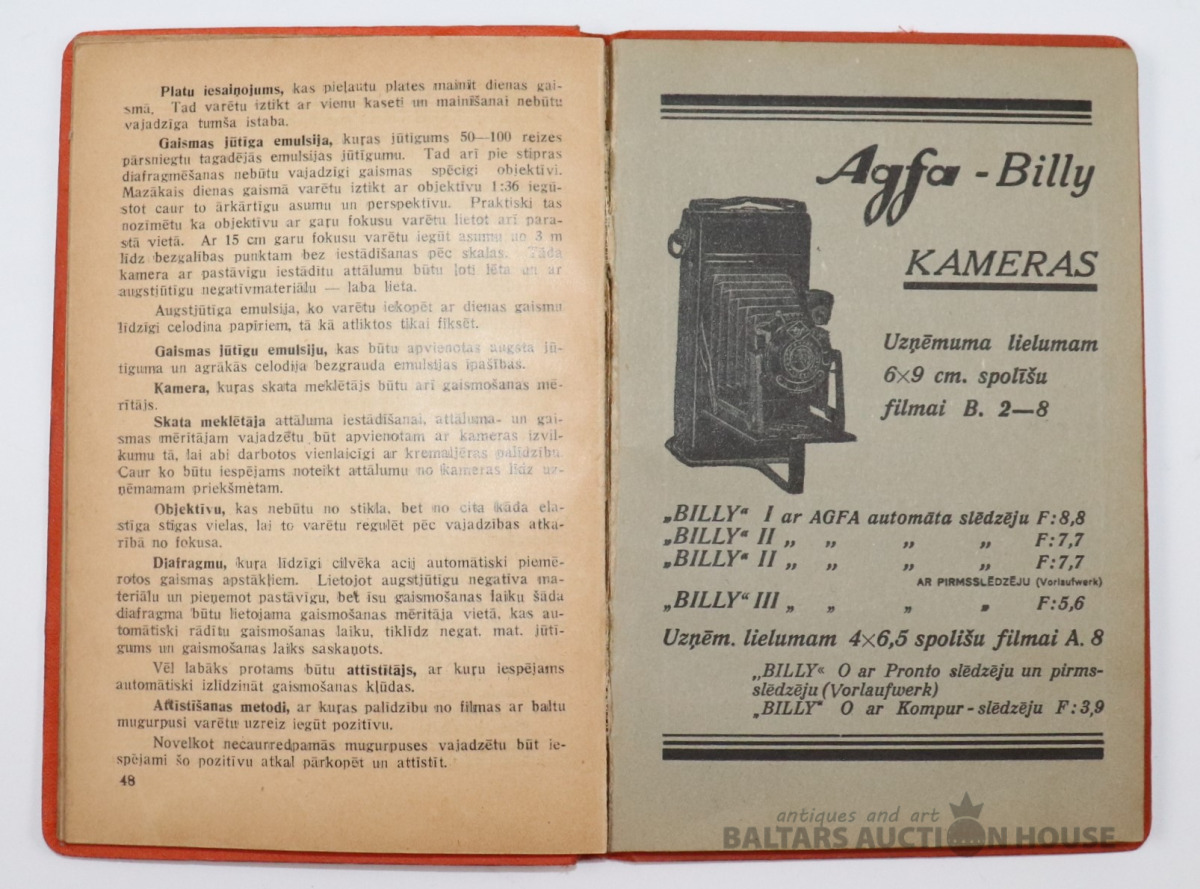 Platu iesaiņojums, kas pieļautu plates mainīt dienas gai-
smā. Tad varētu iztikt ar vienu kaseti un mainīšanai nebūtu
vajadzīga tumša istaba.
Gaismas jūtīga emulsija, kuŗas jūtīgums 50—100 reizes
pārsniegtu tagadējās emulsijas jūtīgumu. Tad arī pie stipras
diafragmēšanas nebūtu vajadzīgi gaismas spēcīgi objektīvi.
Mazākais dienas gaismā varētu iztikt ar objektīvu 1:36 iegū-
stot caur to ārkārtīgu asumu un perspektīvu. Praktiski tas
nozīmētu ka objektīvu ar gaŗu fokusu varētu lietot arī para-
stā vietā. Ar 15 cm garu fokusu varētu iegūt asumu no 3 m
līdz bezgalības punktam bez iestādīšanas pēc skalas. Tāda
kamera ar pastāvīgu iestādītu attālumu būtu ļoti lēta un ar
augstjūtīgu negatīvmateriālu — laba lieta.
Augstjūtīga emulsija, ko varētu iekopēt ar dienas gaismu
līdzīgi celodina papīriem, tā kā atliktos tikai fiksēt.
Gaismas jūtīgu emulsiju, kas būtu apvienotas augsta jū-
tīguma un agrākās celodija bezgrauda emulsijas īpašības.
Kamera, kuŗas skata meklētājs būtu arī gaismošanas mē-
rītājs.
Skata meklētāja attāluma iestādīšanai, attāluma- un gai-
smas mērītājam vajadzētu būt apvienotam ar kameras izvil-
kumu tā, lai abi darbotos vienlaicīgi ar kremaljēras palīdzību
Caur ko būtu iespējams noteikt attālumu no kameras līdz uz-
ņēmamam priekšmetam.
Objektīvu, kas nebūtu no stikla, bet no cita kāda ela-
stīga stīgas vielas, lai to varētu regulēt pēc vajadzības atka-
rībā no fokusa.
Diafragmu, kuŗa līdzīgi cilvēka acij automātiski piemē-
rotos gaismas apstākļiem. Lietojot augstjūtīgu negatīva ma-
teriālu un pieņemot pastāvīgu, bet īsu gaismošanas laiku šāda
diafragma būtu lietojama gaismošanas mērītāja vietā, kas au-
tomātiski rādītu gaismošanas laiku, tiklīdz negat. mat. jūtī-
gums un gaismošanas laiks saskaņots.
Vēl labāks protams būtu attīstītājs, ar kuŗu iespējams
automātiski izlīdzināt gaismošanas kļūdas.
Attīstīšanas metodi, ar kuŗas palīdzību no filmas ar baltu
mugurpusi varētu uzreiz iegūt pozitīvu.
Novelkot necaurredpamās mugurpuses vajadzētu būt ie-
spējami šo pozitīvu atkal pārkopēt un attīstīt.
48
Agfa - Billy
KAMERAS
Uzņēmuma lielumam
6×9 cm. spolīšu
filmai B. 2—8
„BILLY“ I ar AGFA automāta slēdzēju F:8,8
„BILLY“ II „ „ „ „ F:7,7
„BILLY“ II „ „ „ „ F:7,7
AR PIRMSSLĒDZĒJU (Vorlaufwerk)
„BILLY“ III „ „ „ „ F:5,6
Uzņēm. lielumam 4×6,5 spolišu filmai A. 8
„BILLY“ O ar Pronto slēdzēju un pirms-
slēdzēju (Vorlaufwerk)
„BILLY“ O ar Kompur-slēdzēju F:3,9
antiques and art
BALTARS AUCTION HOUSE